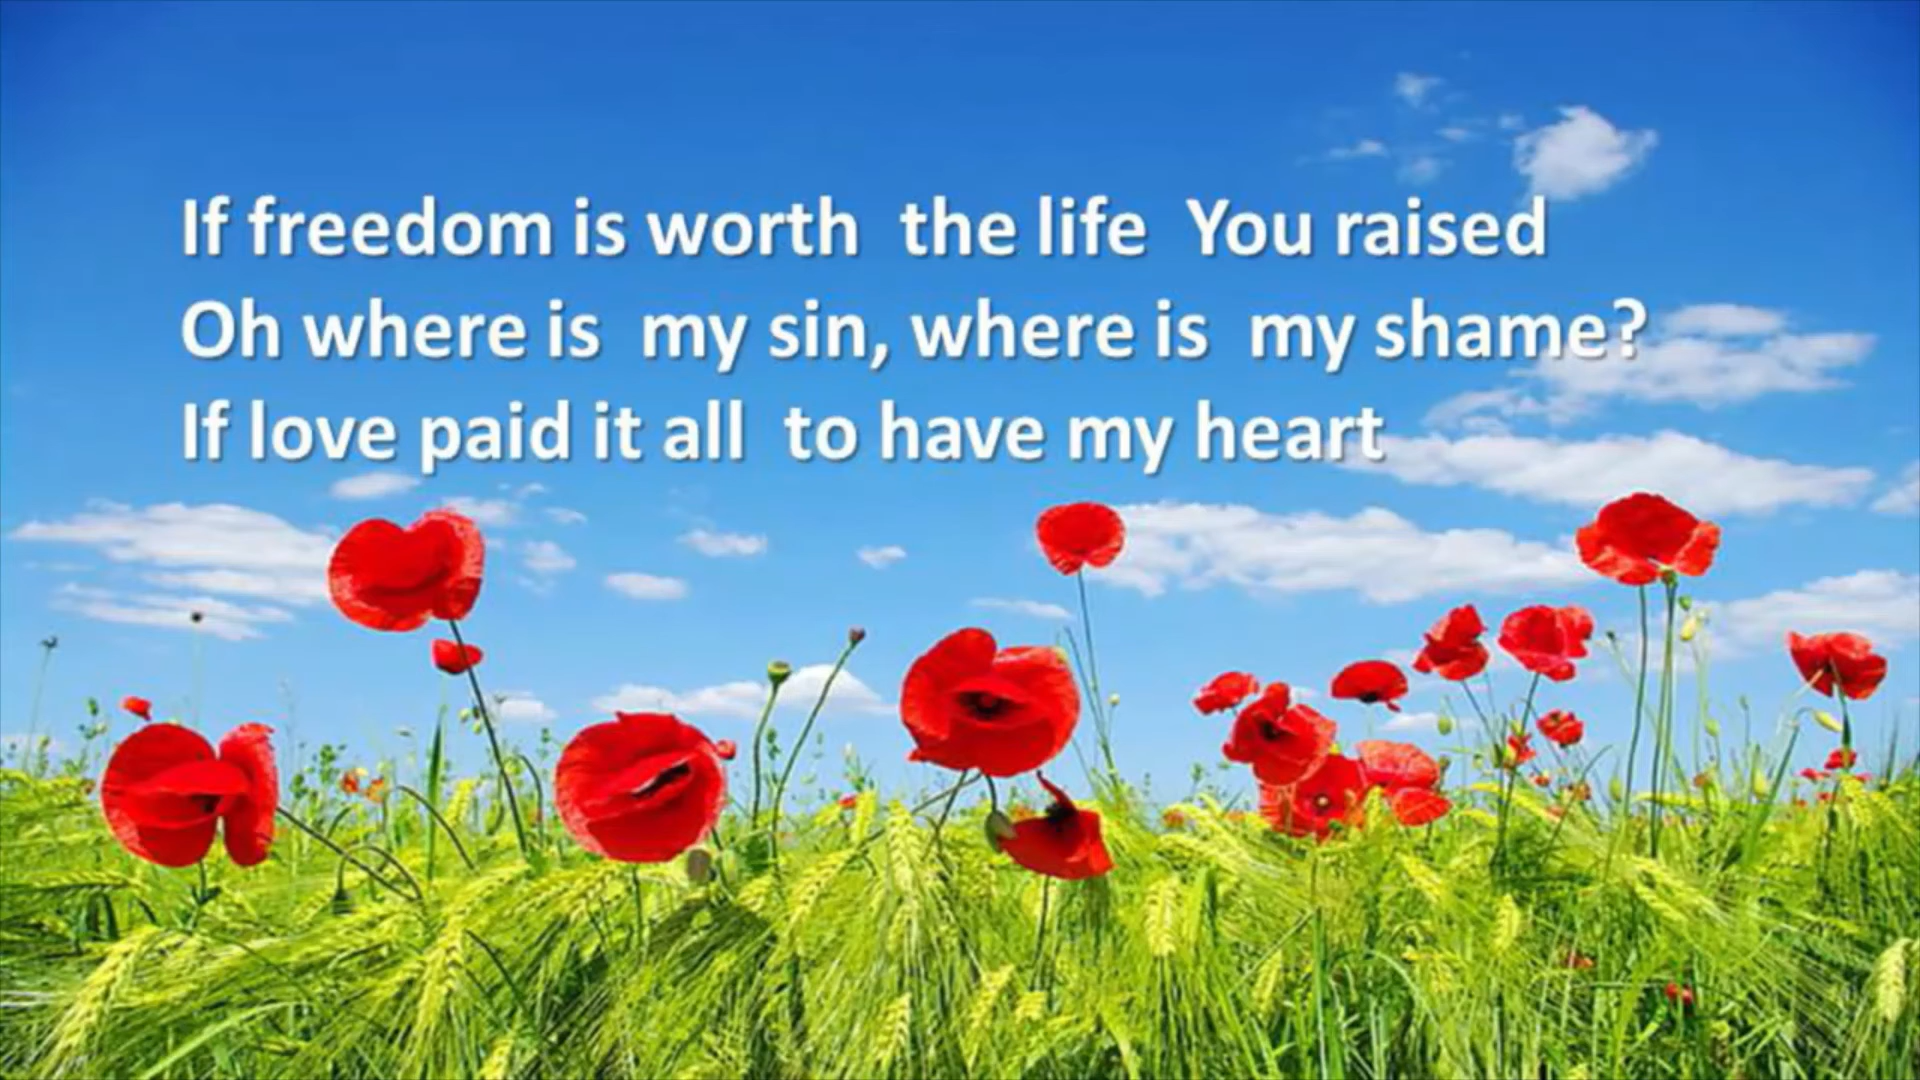 If freedom is worth the life You raised
Oh where is my sin, where is my shame?
If love paid it all to have my heart